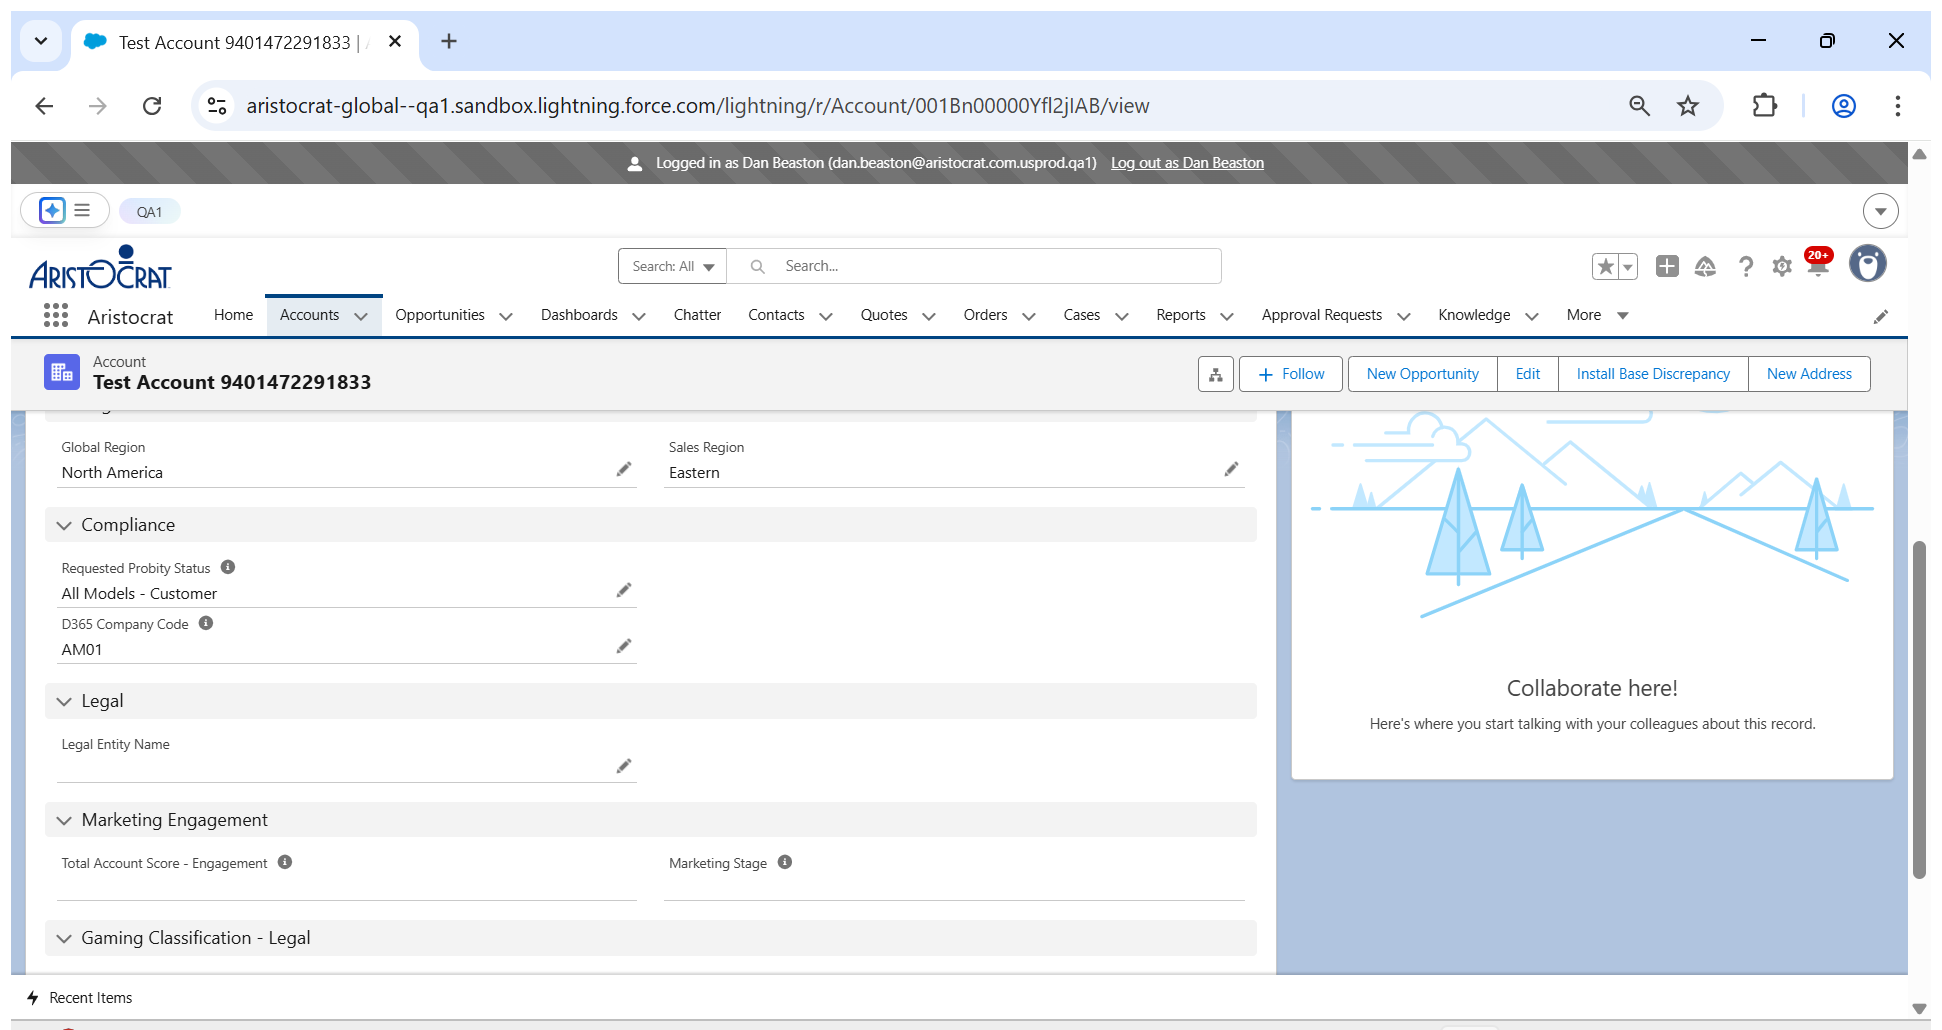 Test Account 9401472291833 |
aristocrat-global--qa1.sandbox.lightning.force.com/lightning/r/Account/001Bn00000Yfl2jIAB/view
Logged in as Dan Beaston (dan.beaston@aristocrat.com.usprod.qa1) Log out as Dan Beaston
QA1
ARISTOCRAT
Search: All
Search...
20+
Aristocrat
Home
Accounts
Opportunities
Dashboards
Chatter
Contacts
Quotes
Orders
Cases
Reports
Approval Requests
Knowledge
More
Account
Test Account 9401472291833
Follow
New Opportunity
Edit
Install Base Discrepancy
New Address
Global Region
North America
Sales Region
Eastern
Compliance
Requested Probity Status
All Models - Customer
D365 Company Code
AM01
Legal
Legal Entity Name
Marketing Engagement
Total Account Score - Engagement
Marketing Stage
Gaming Classification - Legal
Collaborate here!
Here's where you start talking with your colleagues about this record.
Recent Items